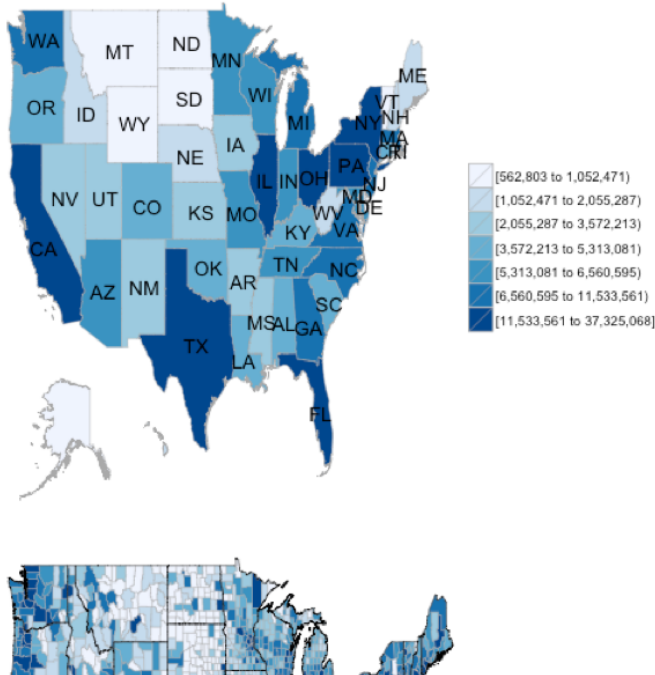 WA
MT
ND
MN
ME
OR
ID
SD
WI
VT
NH
WY
MI
NY
MA
CT
RI
NE
IA
PA
NJ
NV
UT
CO
KS
MO
IL
IN
OH
MD
DE
WV
VA
KY
CA
AZ
NM
OK
AR
TN
NC
SC
MS
AL
GA
TX
LA
FL
[562,803 to 1,052,471)
[1,052,471 to 2,055,287)
[2,055,287 to 3,572,213)
[3,572,213 to 5,313,081)
[5,313,081 to 6,560,595)
[6,560,595 to 11,533,561)
[11,533,561 to 37,325,068]